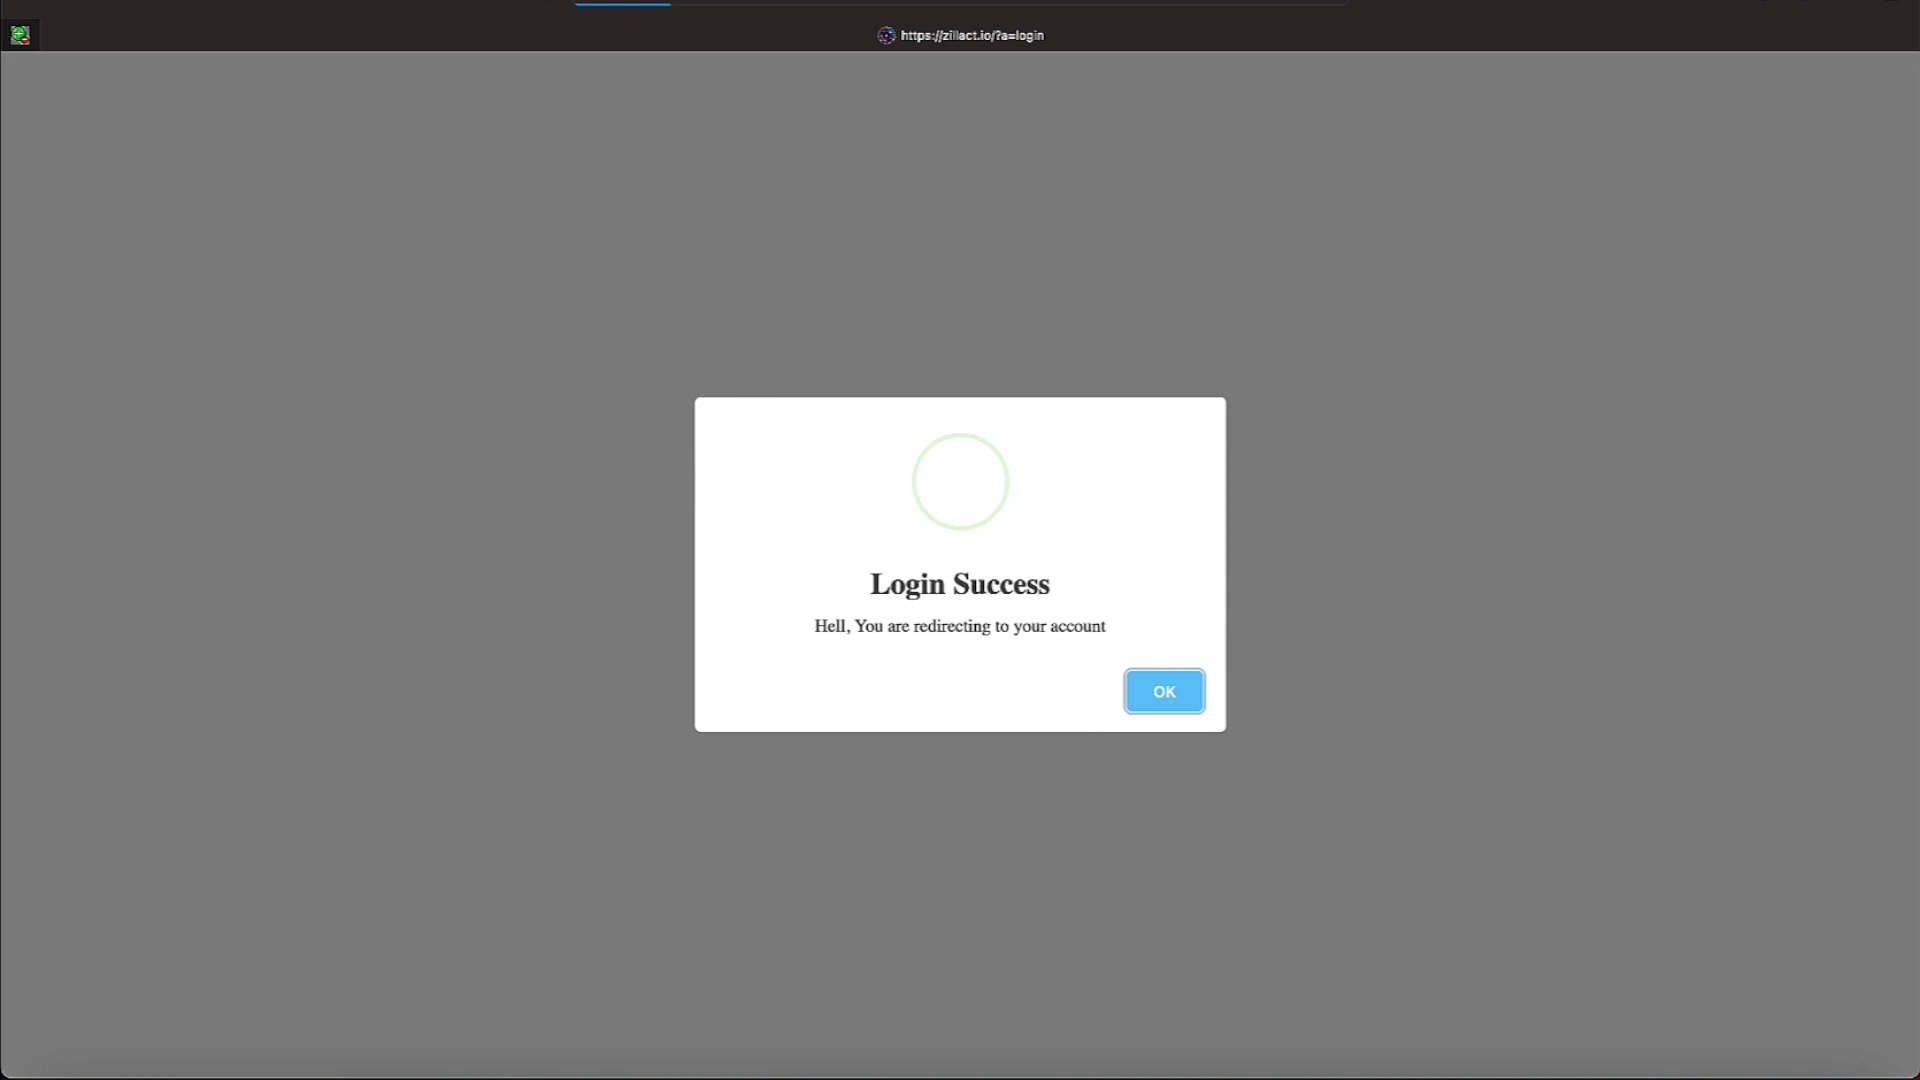 https://zillact.io/?a=login
Login Success
Hell, You are redirecting to your account
OK